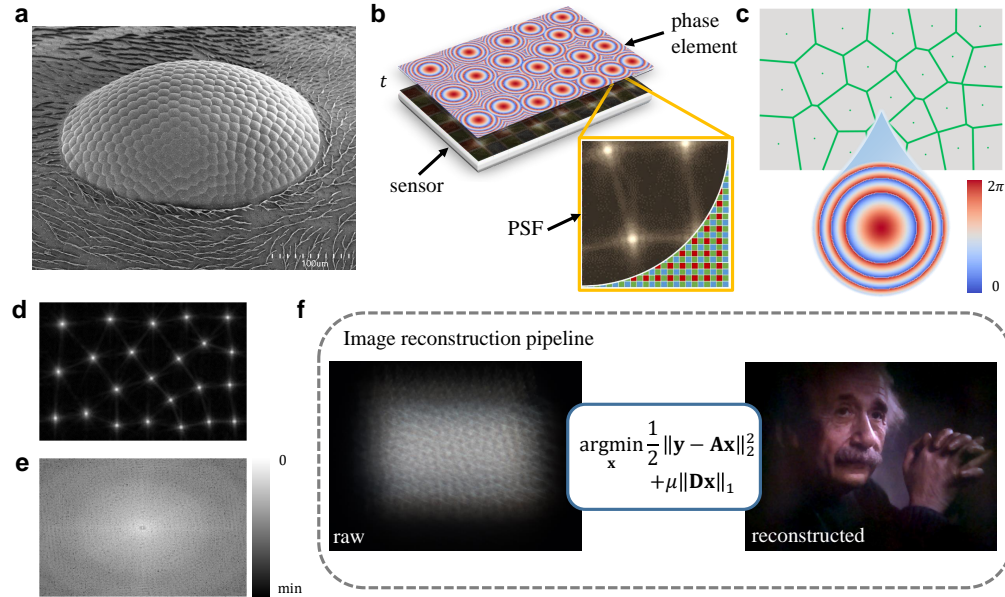 a
100um
b
phase
element
t
sensor
PSF
c
2π
0
d
e
0
min
f
Image reconstruction pipeline
argmin 1/2 ‖y − Ax‖₂²
x
+μ‖Dx‖₁
raw
reconstructed